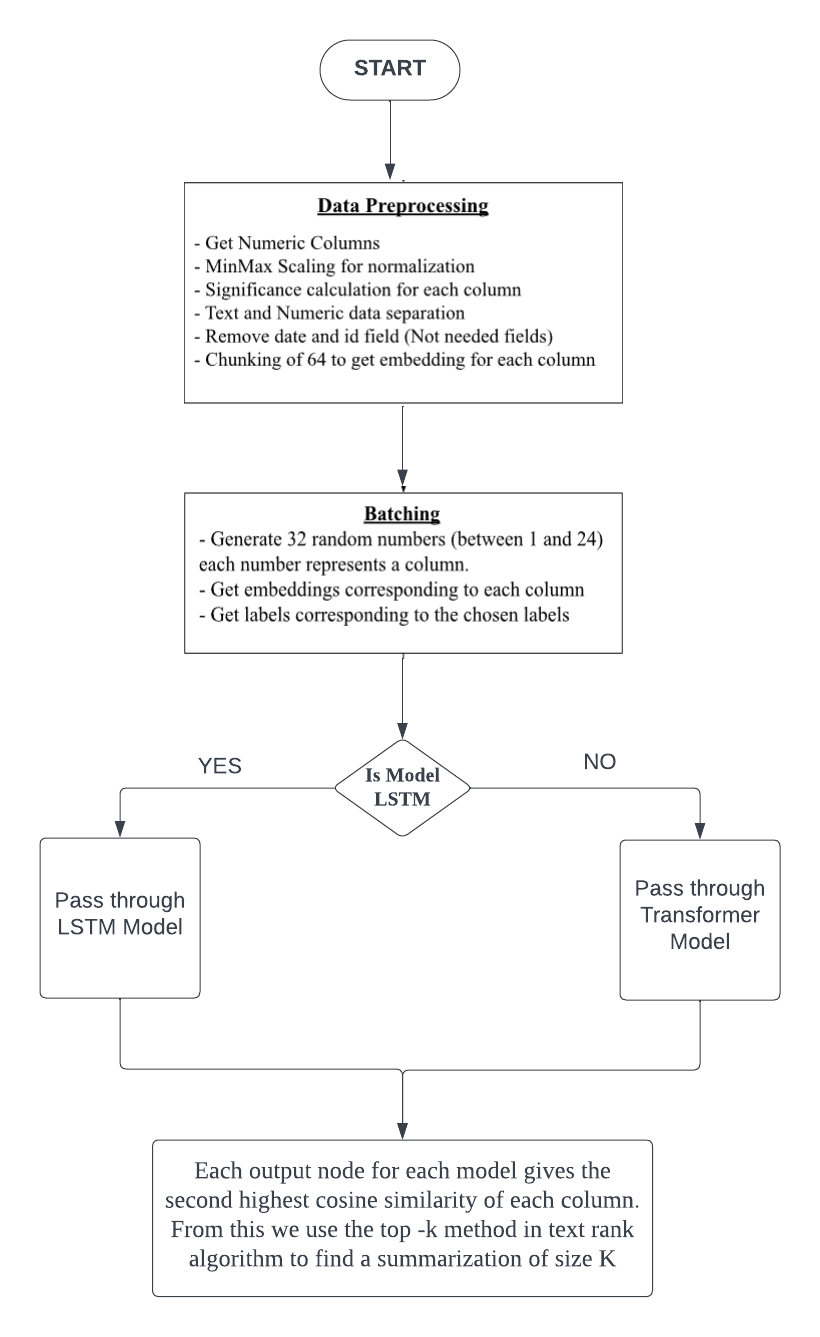 START
Data Preprocessing
- Get Numeric Columns
- MinMax Scaling for normalization
- Significance calculation for each column
- Text and Numeric data separation
- Remove date and id field (Not needed fields)
- Chunking of 64 to get embedding for each column
Batching
- Generate 32 random numbers (between 1 and 24)
each number represents a column.
- Get embeddings corresponding to each column
- Get labels corresponding to the chosen labels
YES
Is Model
LSTM
NO
Pass through
LSTM Model
Pass through
Transformer
Model
Each output node for each model gives the
second highest cosine similarity of each column.
From this we use the top -k method in text rank
algorithm to find a summarization of size K